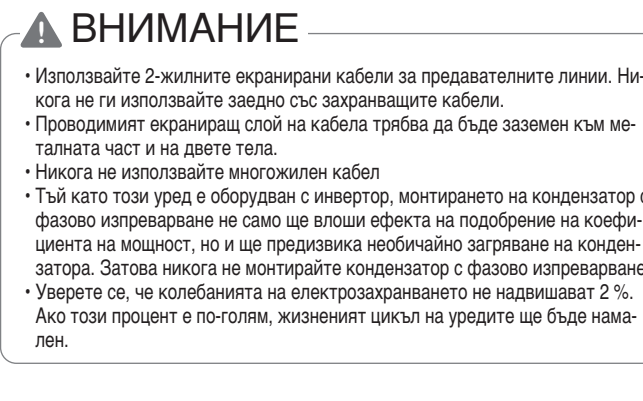 ВНИМАНИЕ
• Използвайте 2-жилните екранирани кабели за предавателните линии. Ни-
кога не ги използвайте заедно със захранващите кабели.
• Проводимият екраниращ слой на кабела трябва да бъде заземен към ме-
талната част и на двете тела.
• Никога не използвайте многожилен кабел
• Тъй като този уред е оборудван с инвертор, монтирането на кондензатор с
фазово изпреварване не само ще влоши ефекта на подобрение на коефи-
циента на мощност, но и ще предизвика необичайно загряване на конден-
затора. Затова никога не монтирайте кондензатор с фазово изпреварване
• Уверете се, че колебанията на електрозахранването не надвишават 2 %.
Ако този процент е по-голям, жизненият цикъл на уредите ще бъде нама-
лен.